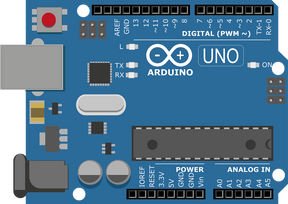 AREF
GND
13
12
~11
~10
~9
8
7
~6
~5
4
~3
2
TX-1
RX-0
DIGITAL (PWM ~)
L
TX
RX
ARDUINO
UNO
ON
POWER
ANALOG IN
IOREF
RESET
3.3V
5V
GND
GND
Vin
A0
A1
A2
A3
A4
A5